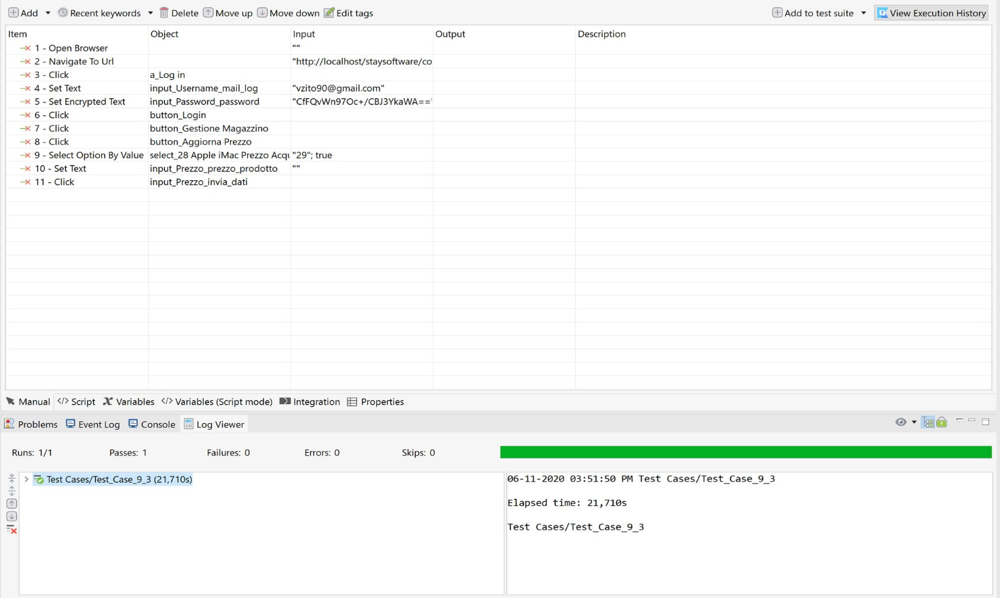 Add Recent keywords Delete Move up Move down Edit tags Add to test suite View Execution History
Item Object Input Output Description
1 - Open Browser ""
2 - Navigate To Url "http://localhost/staysoftware/co
3 - Click a_Log in
4 - Set Text input_Username_mail_log "vzito90@gmail.com"
5 - Set Encrypted Text input_Password_password "CfFQvWn97Oc+/CBJ3YkaWA=="
6 - Click button_Login
7 - Click button_Gestione Magazzino
8 - Click button_Aggiorna Prezzo
9 - Select Option By Value select_28 Apple iMac Prezzo Acqu "29"; true
10 - Set Text input_Prezzo_prezzo_prodotto ""
11 - Click input_Prezzo_invia_dati
Manual Script Variables Variables (Script mode) Integration Properties
Problems Event Log Console Log Viewer
Runs: 1/1 Passes: 1 Failures: 0 Errors: 0 Skips: 0
Test Cases/Test_Case_9_3 (21,710s)
06-11-2020 03:51:50 PM Test Cases/Test_Case_9_3
Elapsed time: 21,710s
Test Cases/Test_Case_9_3